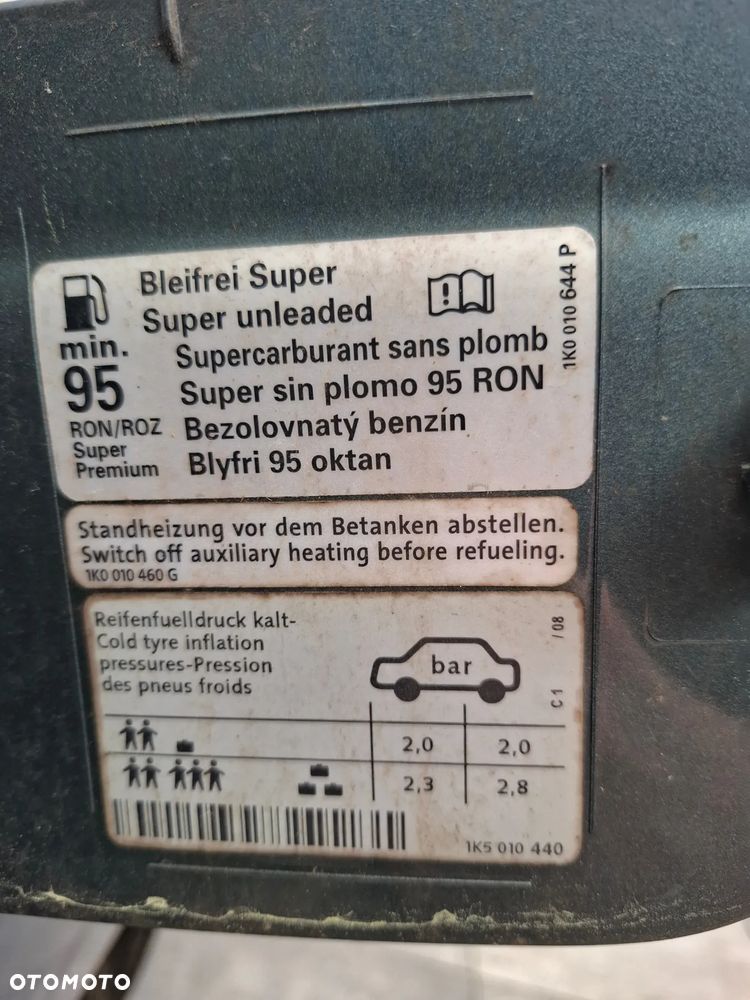 Bleifrei Super
Super unleaded
min.
95
RON/ROZ
Super
Premium
Supercarburant sans plomb
Super sin plomo 95 RON
Bezolovnatý benzín
Blyfri 95 oktan
1K0 010 644 P
Standheizung vor dem Betanken abstellen.
Switch off auxiliary heating before refueling.
1K0 010 460 G
Reifenfuelldruck kalt-
Cold tyre inflation
pressures-Pression
des pneus froids
bar
C1 /08
2,0 2,0
2,3 2,8
1K5 010 440
OTOMOTO